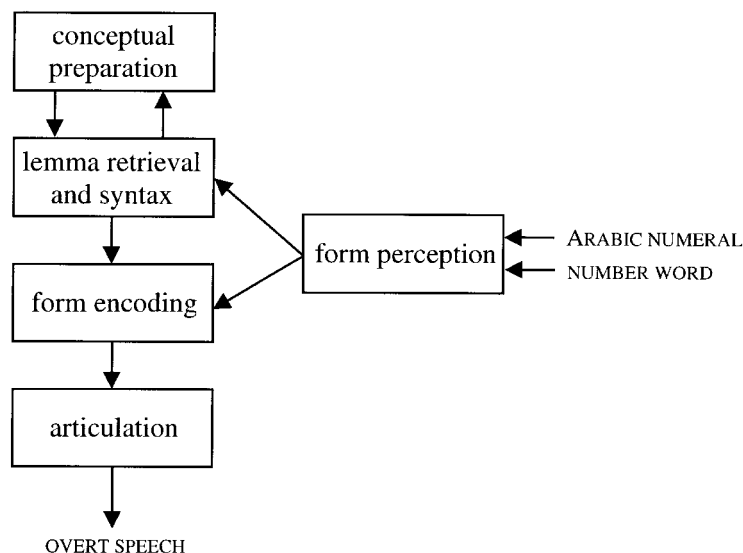 conceptual
preparation
lemma retrieval
and syntax
form perception
ARABIC NUMERAL
NUMBER WORD
form encoding
articulation
OVERT SPEECH